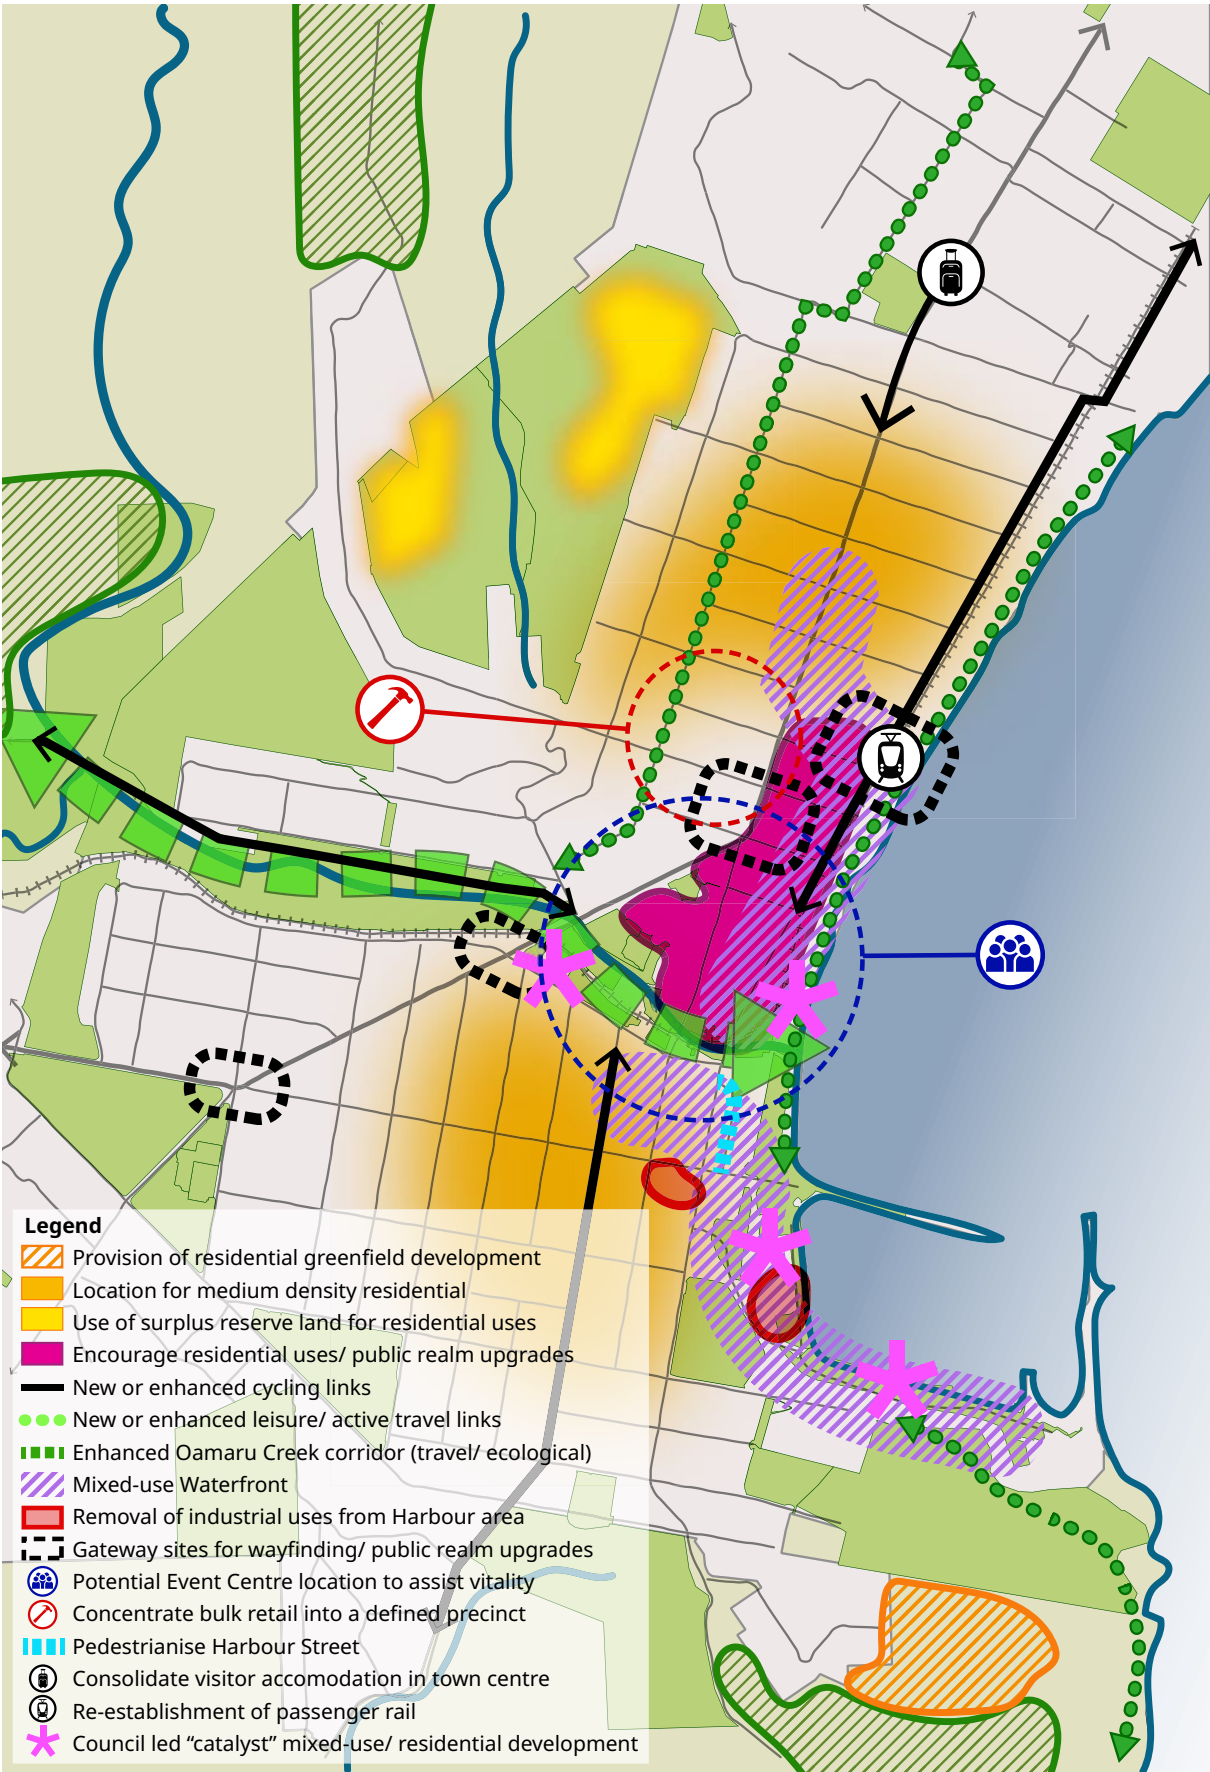 Legend
Provision of residential greenfield development
Location for medium density residential
Use of surplus reserve land for residential uses
Encourage residential uses/ public realm upgrades
New or enhanced cycling links
New or enhanced leisure/ active travel links
Enhanced Oamaru Creek corridor (travel/ ecological)
Mixed-use Waterfront
Removal of industrial uses from Harbour area
Gateway sites for wayfinding/ public realm upgrades
Potential Event Centre location to assist vitality
Concentrate bulk retail into a defined precinct
Pedestrianise Harbour Street
Consolidate visitor accomodation in town centre
Re-establishment of passenger rail
Council led “catalyst” mixed-use/ residential development